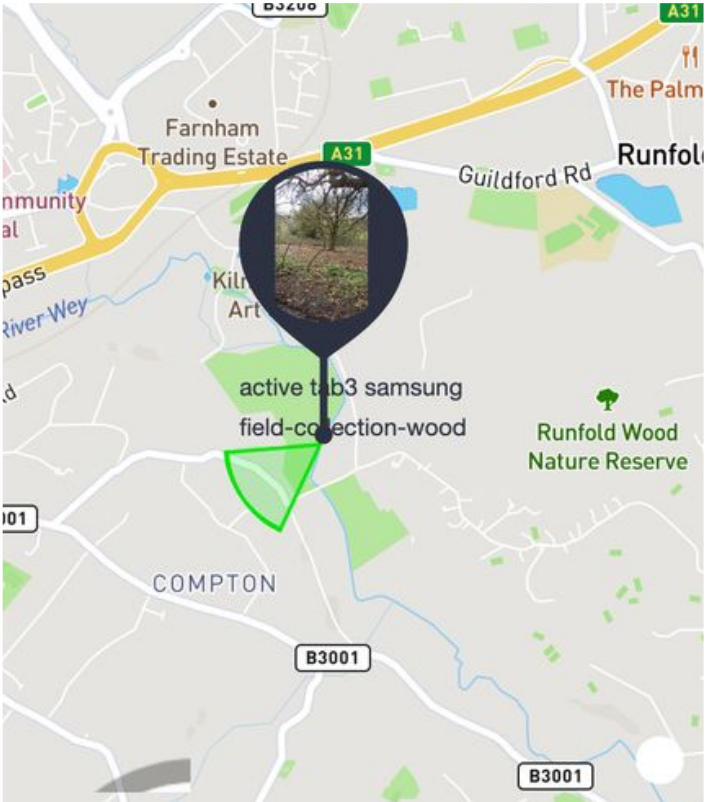 B3208
A31
The Palm
Farnham
Trading Estate
A31
Runfol
Guildford Rd
mmunity
al
pass
River Wey
Kiln
Art
ld
active tab3 samsung
field-collection-wood
Runfold Wood
Nature Reserve
001
COMPTON
B3001
B3001